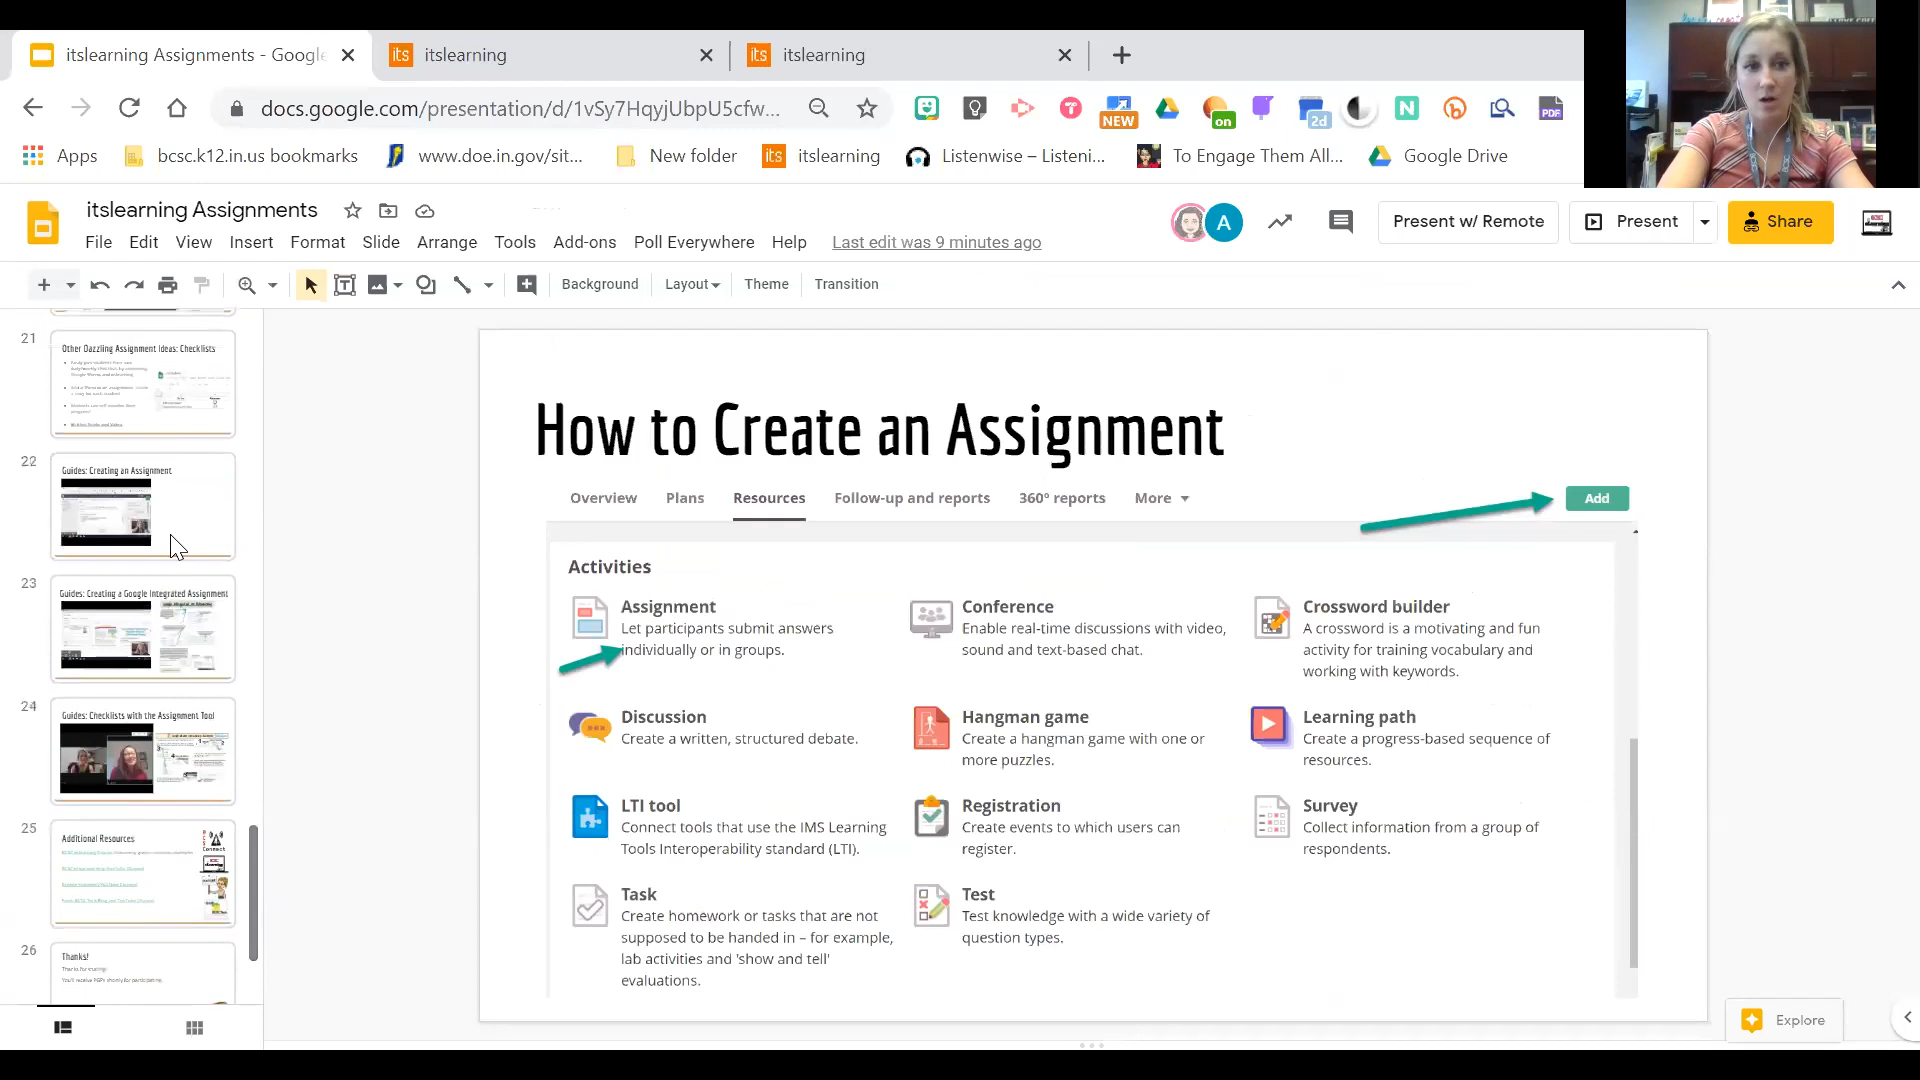 itslearning Assignments - Google
itslearning
itslearning
docs.google.com/presentation/d/1vSy7HqyjUbpU5cfw...
NEW
on
2d
N
PDF
Apps
bcsc.k12.in.us bookmarks
www.doe.in.gov/sit...
New folder
its
itslearning
Listenwise – Listeni...
To Engage Them All...
Google Drive
itslearning Assignments
File
Edit
View
Insert
Format
Slide
Arrange
Tools
Add-ons
Poll Everywhere
Help
Last edit was 9 minutes ago
A
Present w/ Remote
Present
Share
Background
Layout
Theme
Transition
21
Other Dazzling Assignment Ideas: Checklists
22
Guides: Creating an Assignment
23
Guides: Creating a Google Integrated Assignment
24
Guides: Checklists with the Assignment Tool
25
Additional Resources
26
Thanks!
How to Create an Assignment
Overview
Plans
Resources
Follow-up and reports
360° reports
More
Add
Activities
Assignment
Let participants submit answers
individually or in groups.
Conference
Enable real-time discussions with video,
sound and text-based chat.
Crossword builder
A crossword is a motivating and fun
activity for training vocabulary and
working with keywords.
Discussion
Create a written, structured debate.
Hangman game
Create a hangman game with one or
more puzzles.
Learning path
Create a progress-based sequence of
resources.
LTI tool
Connect tools that use the IMS Learning
Tools Interoperability standard (LTI).
Registration
Create events to which users can
register.
Survey
Collect information from a group of
respondents.
Task
Create homework or tasks that are not
supposed to be handed in – for example,
lab activities and 'show and tell'
evaluations.
Test
Test knowledge with a wide variety of
question types.
Explore